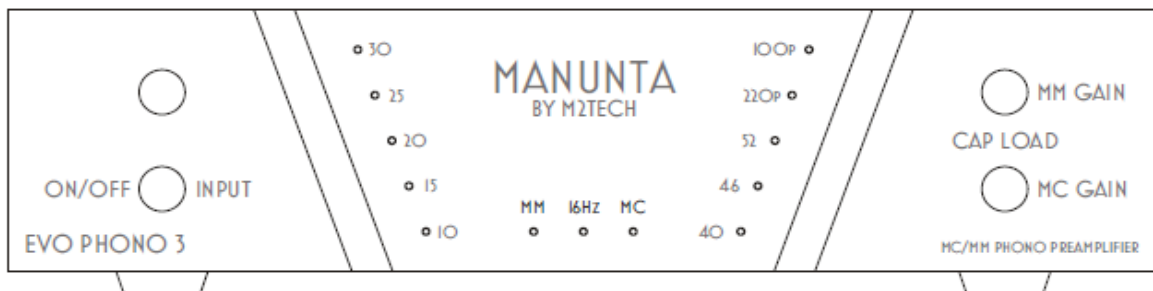 30
25
20
15
10
MANUNTA
BY M2TECH
MM 16HZ MC
100P
220P
52
46
40
ON/OFF INPUT
EVO PHONO 3
MM GAIN
CAP LOAD
MC GAIN
MC/MM PHONO PREAMPLIFIER